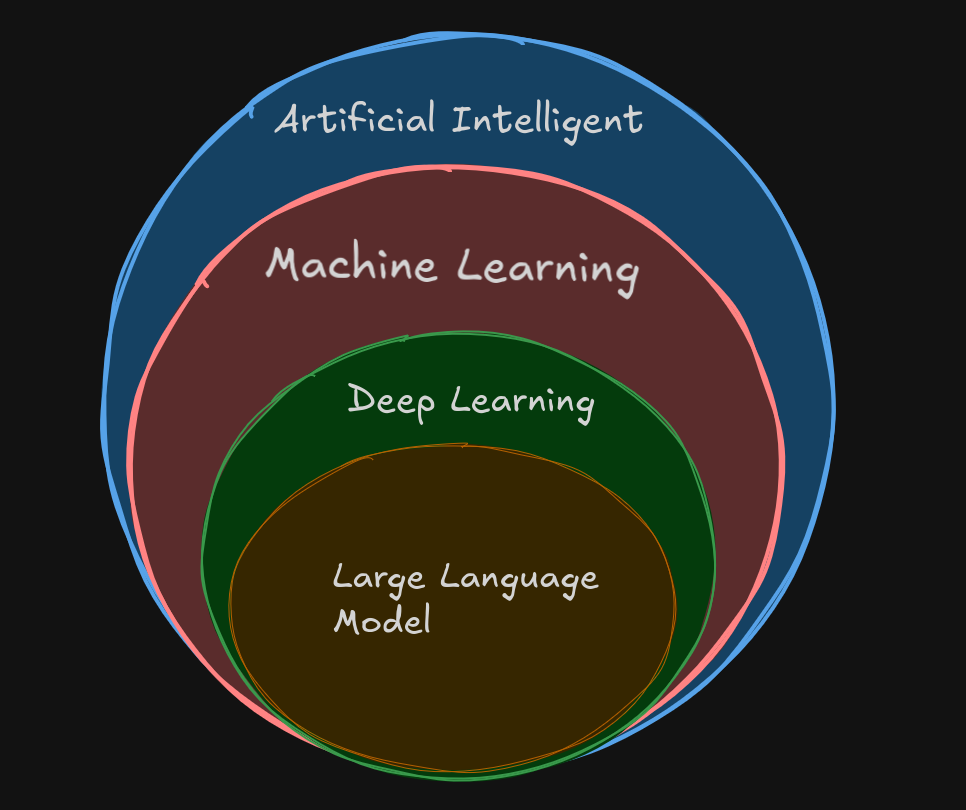 Artificial Intelligent
Machine Learning
Deep Learning
Large Language
Model